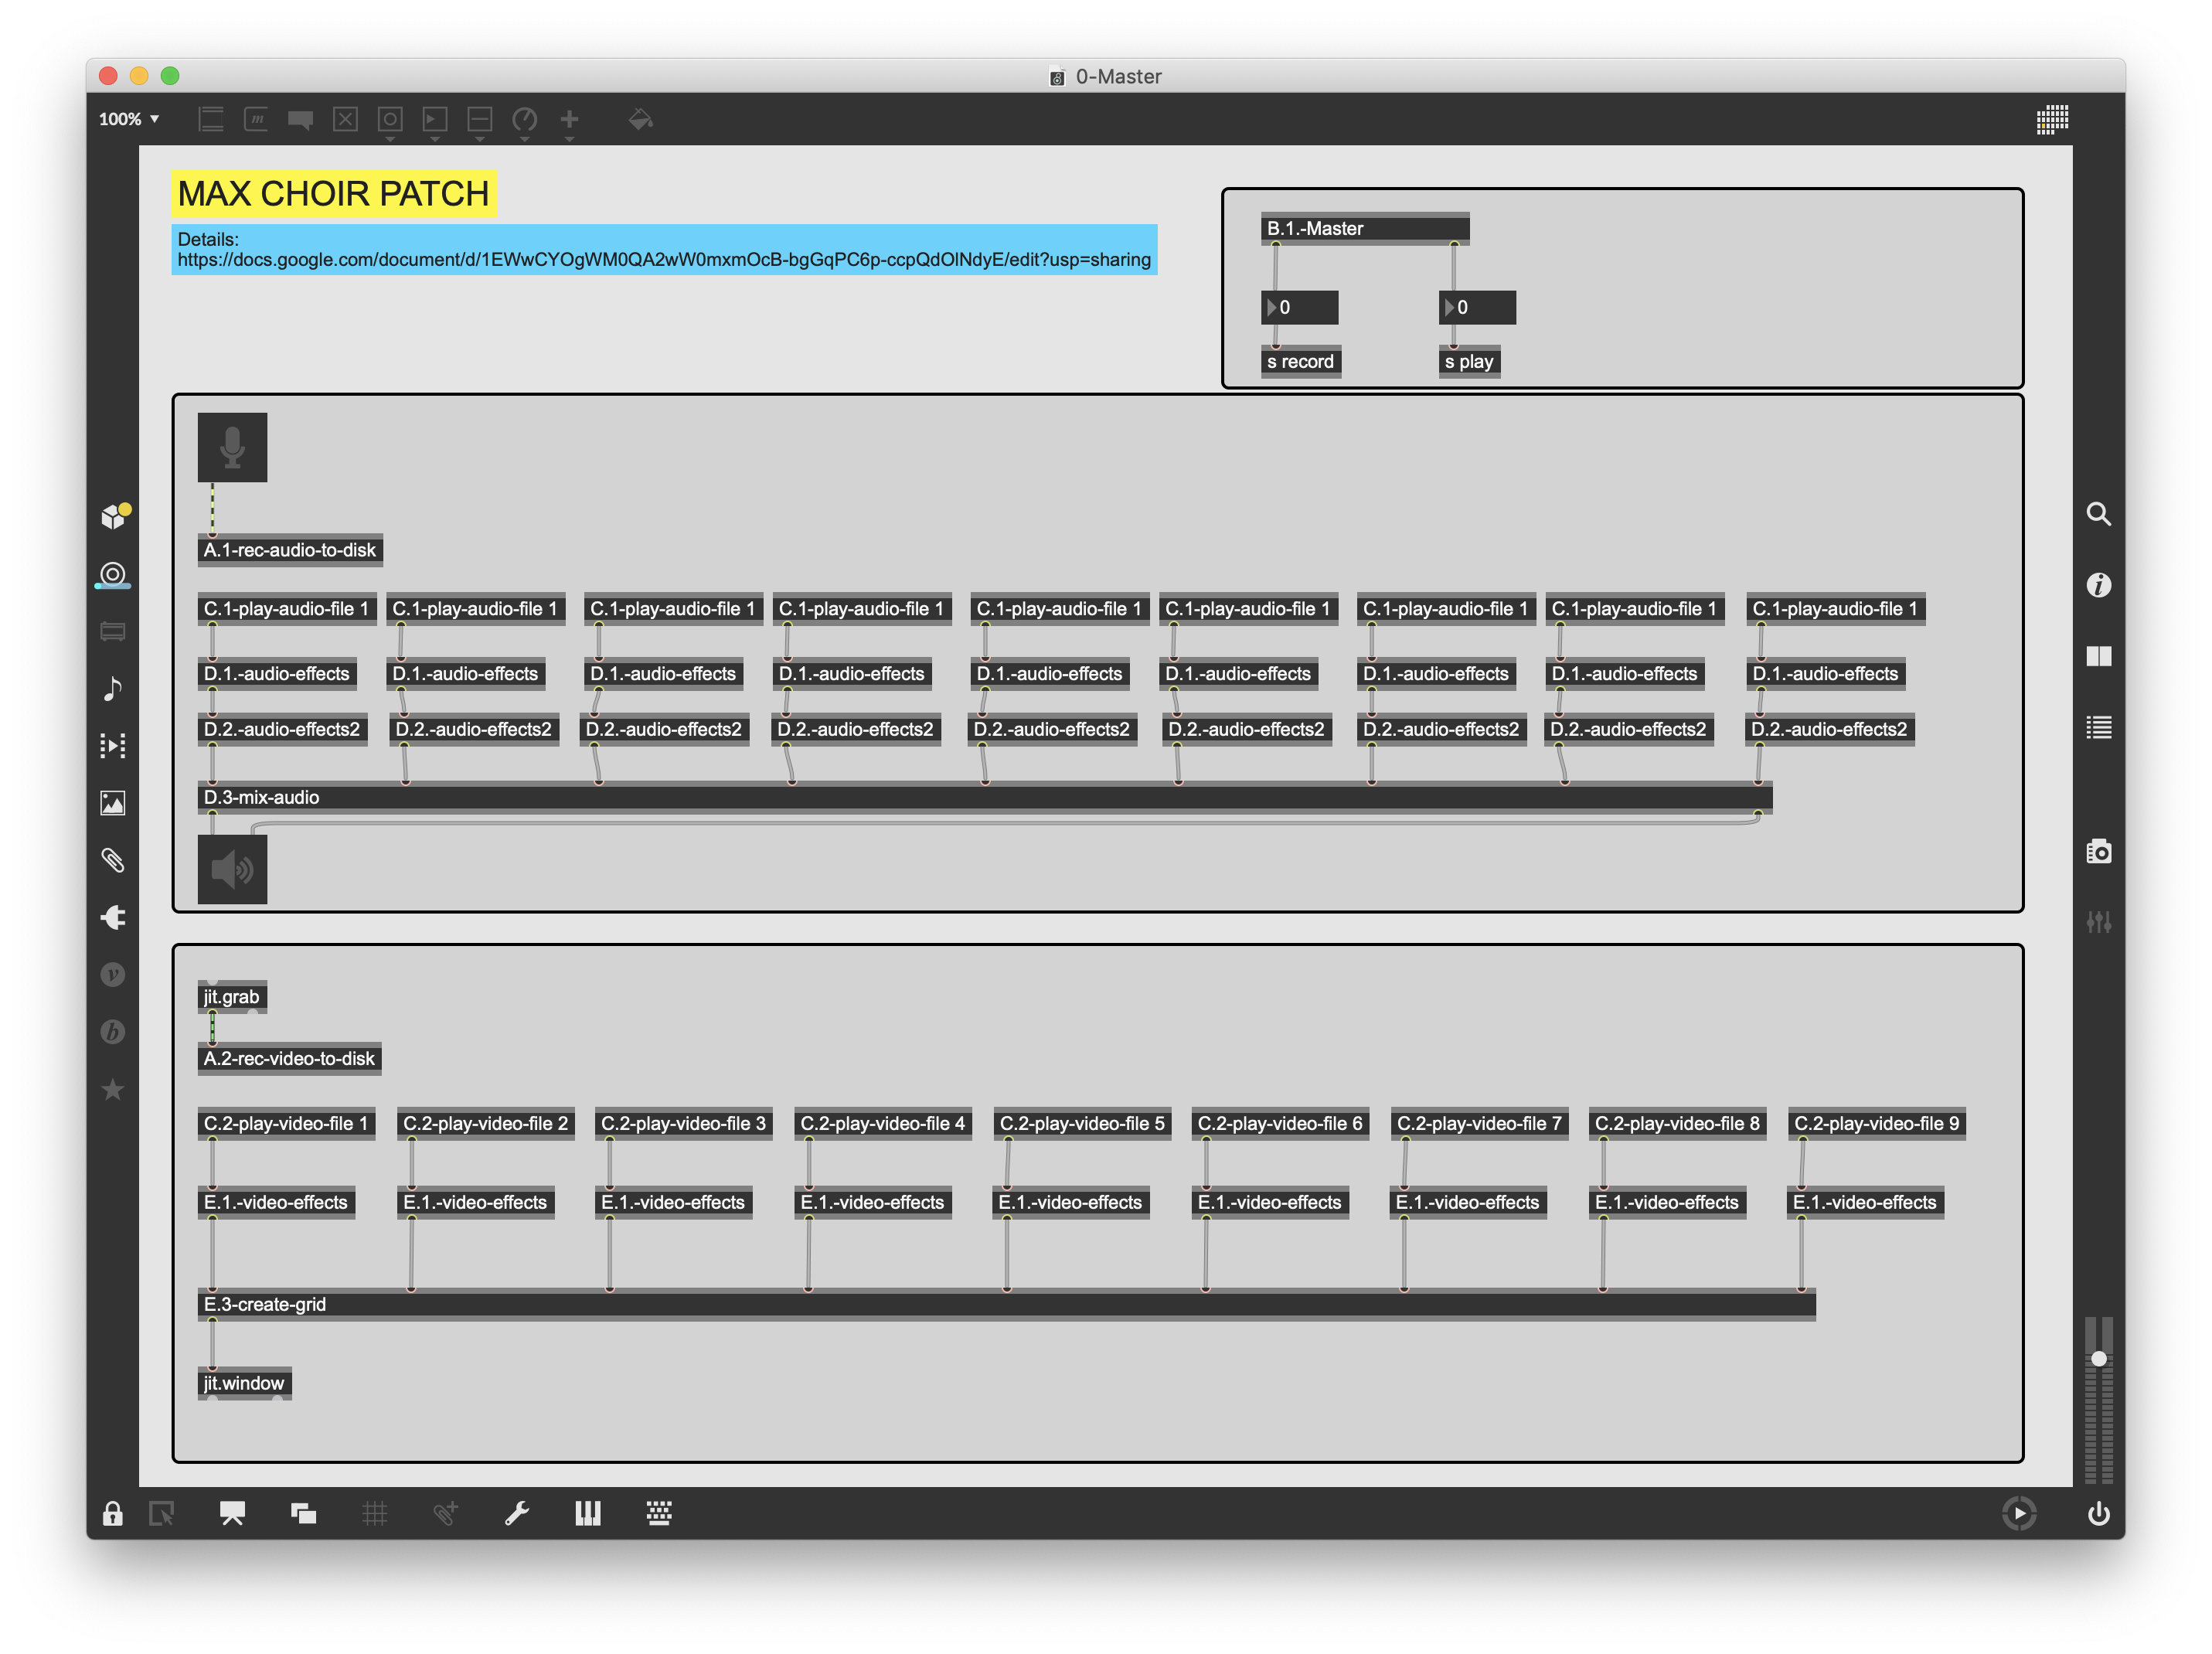 0-Master
100%
MAX CHOIR PATCH
Details:
https://docs.google.com/document/d/1EWwCYOgWM0QA2wW0mxmOcB-bgGqPC6p-ccpQdOlNdyE/edit?usp=sharing
B.1.-Master
0 0
s record s play
A.1-rec-audio-to-disk
C.1-play-audio-file 1 C.1-play-audio-file 1 C.1-play-audio-file 1 C.1-play-audio-file 1 C.1-play-audio-file 1 C.1-play-audio-file 1 C.1-play-audio-file 1 C.1-play-audio-file 1 C.1-play-audio-file 1
D.1.-audio-effects D.1.-audio-effects D.1.-audio-effects D.1.-audio-effects D.1.-audio-effects D.1.-audio-effects D.1.-audio-effects D.1.-audio-effects D.1.-audio-effects
D.2.-audio-effects2 D.2.-audio-effects2 D.2.-audio-effects2 D.2.-audio-effects2 D.2.-audio-effects2 D.2.-audio-effects2 D.2.-audio-effects2 D.2.-audio-effects2 D.2.-audio-effects2
D.3-mix-audio
jit.grab
A.2-rec-video-to-disk
C.2-play-video-file 1 C.2-play-video-file 2 C.2-play-video-file 3 C.2-play-video-file 4 C.2-play-video-file 5 C.2-play-video-file 6 C.2-play-video-file 7 C.2-play-video-file 8 C.2-play-video-file 9
E.1.-video-effects E.1.-video-effects E.1.-video-effects E.1.-video-effects E.1.-video-effects E.1.-video-effects E.1.-video-effects E.1.-video-effects E.1.-video-effects
E.3-create-grid
jit.window